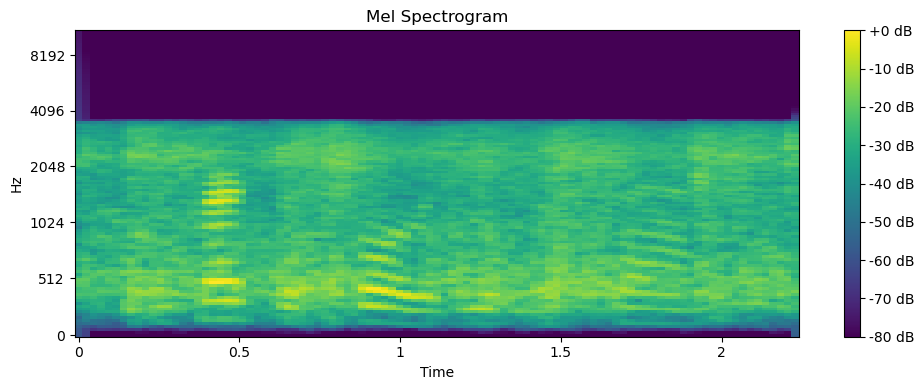 Mel Spectrogram
Hz
8192
4096
2048
1024
512
0
0
0.5
1
1.5
2
Time
+0 dB
-10 dB
-20 dB
-30 dB
-40 dB
-50 dB
-60 dB
-70 dB
-80 dB